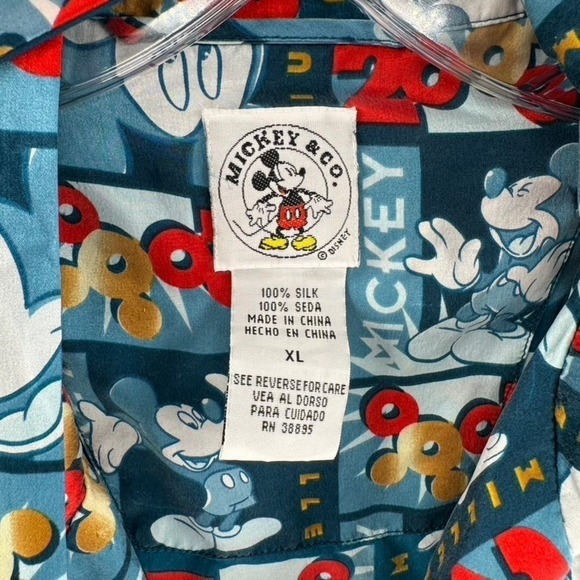 MICKEY & CO.
© DISNEY
100% SILK
100% SEDA
MADE IN CHINA
HECHO EN CHINA
XL
SEE REVERSE FOR CARE
VEA AL DORSO
PARA CUIDADO
RN 38895
MICKEY
MILLE